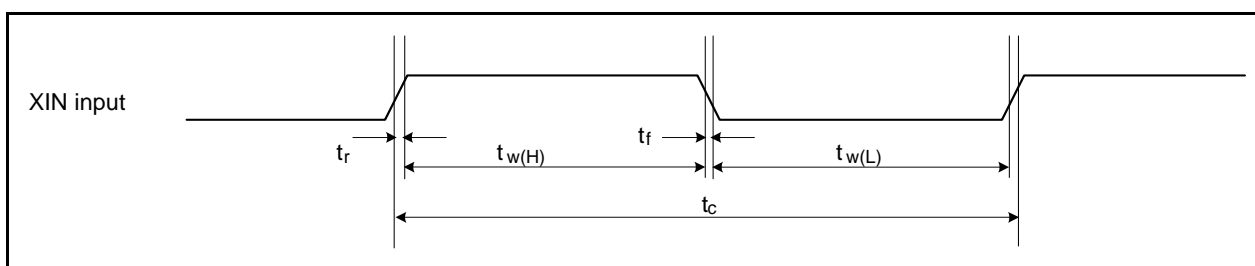 XIN input
tr
tw(H)
tf
tw(L)
tc